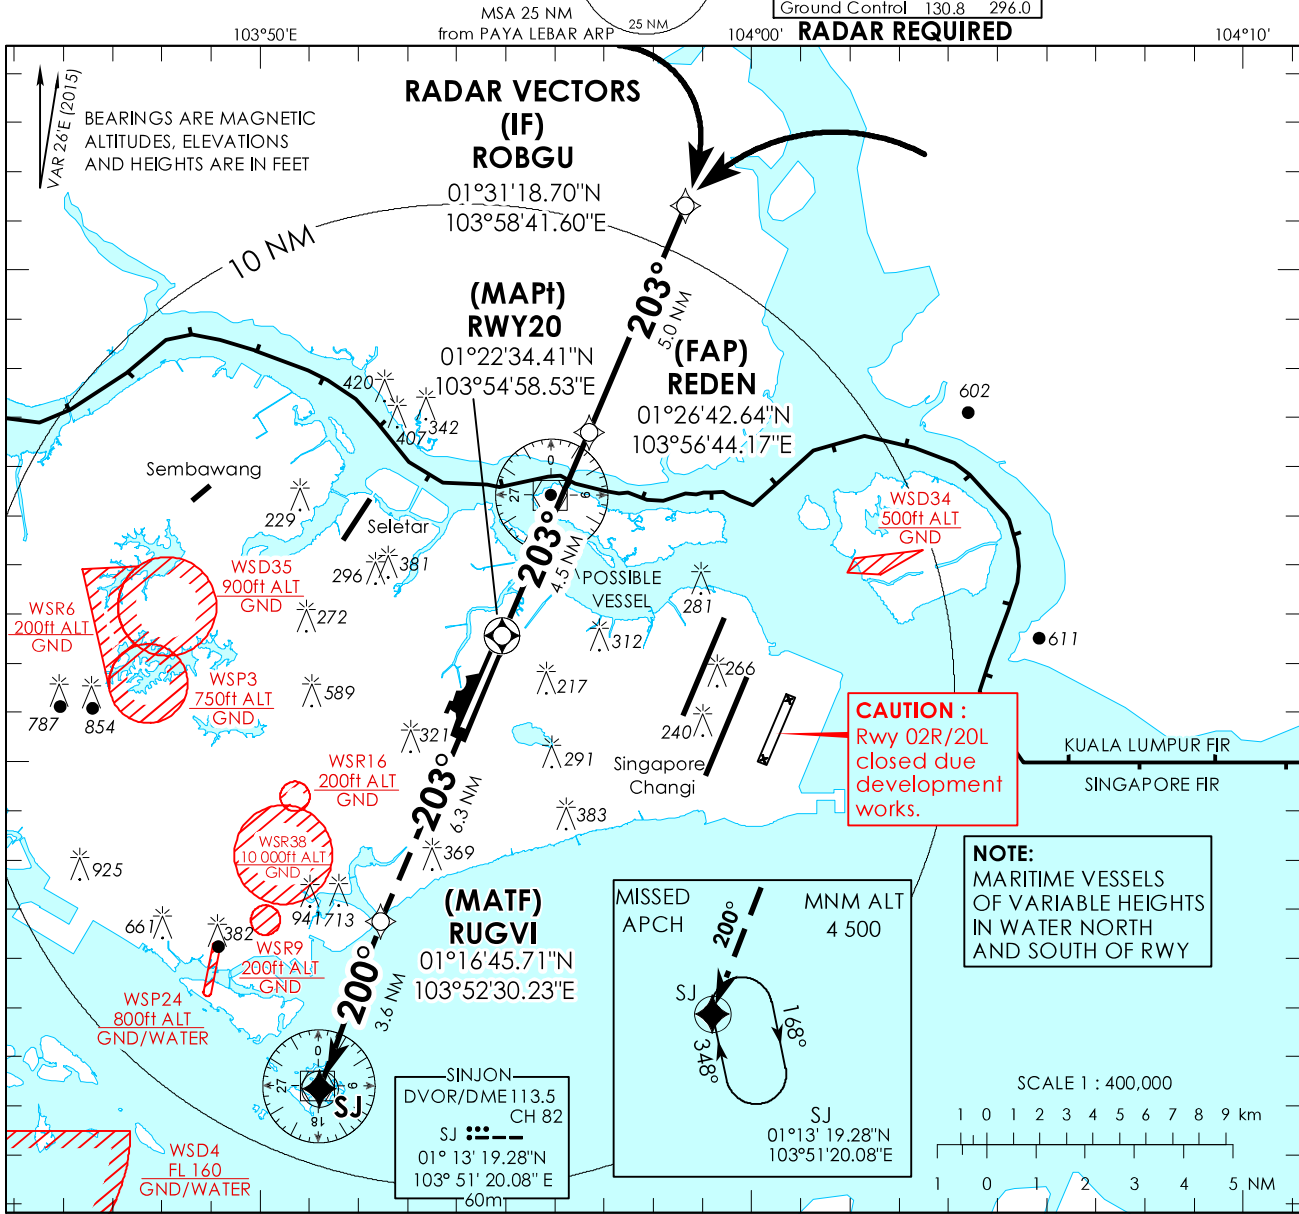 MSA 25 NM
from PAYA LEBAR ARP
25 NM
Ground Control 130.8 296.0
RADAR REQUIRED
103°50'E
104°00'
104°10'
VAR 26'E (2015)
BEARINGS ARE MAGNETIC
ALTITUDES, ELEVATIONS
AND HEIGHTS ARE IN FEET
RADAR VECTORS
(IF)
ROBGU
01°31'18.70"N
103°58'41.60"E
10 NM
203°
5.0 NM
(MAPt)
RWY20
01°22'34.41"N
103°54'58.53"E
(FAP)
REDEN
01°26'42.64"N
103°56'44.17"E
420
407
342
602
Sembawang
229
Seletar
296
381
0
9
27
203°
4.5 NM
POSSIBLE
VESSEL
281
312
WSD34
500ft ALT
GND
611
WSD35
900ft ALT
GND
WSR6
200ft ALT
GND
272
WSP3
750ft ALT
GND
787
854
589
217
266
240
321
291
Singapore
Changi
CAUTION :
Rwy 02R/20L
closed due
development
works.
KUALA LUMPUR FIR
SINGAPORE FIR
WSR16
200ft ALT
GND
203°
6.3 NM
383
369
WSR38
10 000ft ALT
GND
925
941
713
661
382
WSR9
200ft ALT
GND
WSP24
800ft ALT
GND/WATER
(MATF)
RUGVI
01°16'45.71"N
103°52'30.23"E
200°
3.6 NM
0
9
18
27
SJ
MISSED
APCH
MNM ALT
4 500
200°
SJ
168°
348°
SJ
01°13' 19.28"N
103°51'20.08"E
NOTE:
MARITIME VESSELS
OF VARIABLE HEIGHTS
IN WATER NORTH
AND SOUTH OF RWY
SINJON
DVOR/DME 113.5
CH 82
SJ
01° 13' 19.28"N
103° 51' 20.08" E
60m
WSD4
FL 160
GND/WATER
SCALE 1 : 400,000
1 0 1 2 3 4 5 6 7 8 9 km
1 0 1 2 3 4 5 NM